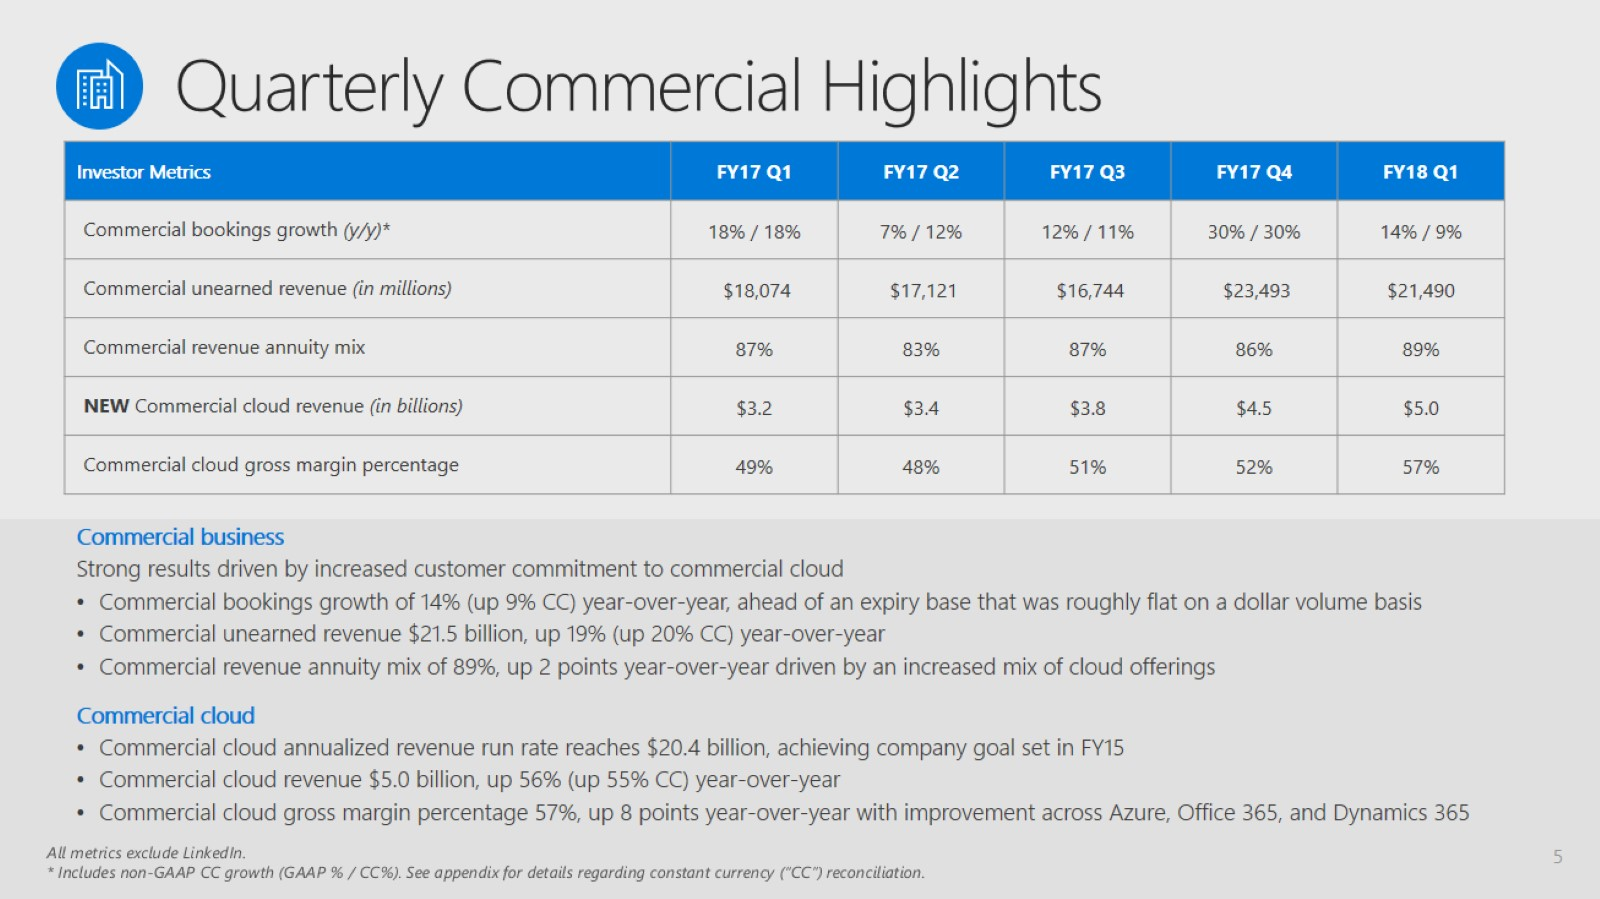 Quarterly Commercial Highlights
Investor Metrics FY17 Q1 FY17 Q2 FY17 Q3 FY17 Q4 FY18 Q1
Commercial bookings growth (y/y)* 18% / 18% 7% / 12% 12% / 11% 30% / 30% 14% / 9%
Commercial unearned revenue (in millions) $18,074 $17,121 $16,744 $23,493 $21,490
Commercial revenue annuity mix 87% 83% 87% 86% 89%
NEW Commercial cloud revenue (in billions) $3.2 $3.4 $3.8 $4.5 $5.0
Commercial cloud gross margin percentage 49% 48% 51% 52% 57%
Commercial business
Strong results driven by increased customer commitment to commercial cloud
• Commercial bookings growth of 14% (up 9% CC) year-over-year, ahead of an expiry base that was roughly flat on a dollar volume basis
• Commercial unearned revenue $21.5 billion, up 19% (up 20% CC) year-over-year
• Commercial revenue annuity mix of 89%, up 2 points year-over-year driven by an increased mix of cloud offerings
Commercial cloud
• Commercial cloud annualized revenue run rate reaches $20.4 billion, achieving company goal set in FY15
• Commercial cloud revenue $5.0 billion, up 56% (up 55% CC) year-over-year
• Commercial cloud gross margin percentage 57%, up 8 points year-over-year with improvement across Azure, Office 365, and Dynamics 365
All metrics exclude LinkedIn.
* Includes non-GAAP CC growth (GAAP % / CC%). See appendix for details regarding constant currency ("CC") reconciliation.
5